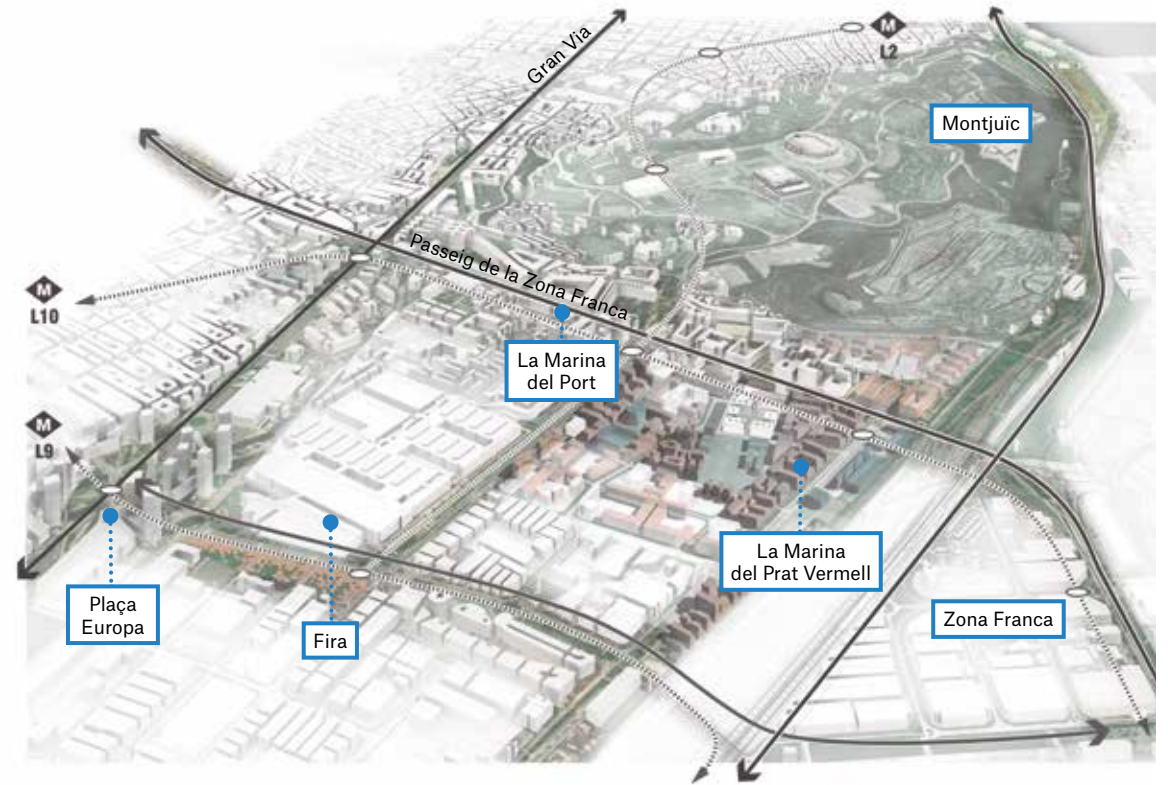 M
L2
Gran Via
Montjuïc
Passeig de la Zona Franca
M
L10
La Marina
del Port
M
L9
La Marina
del Prat Vermell
Plaça
Europa
Fira
Zona Franca